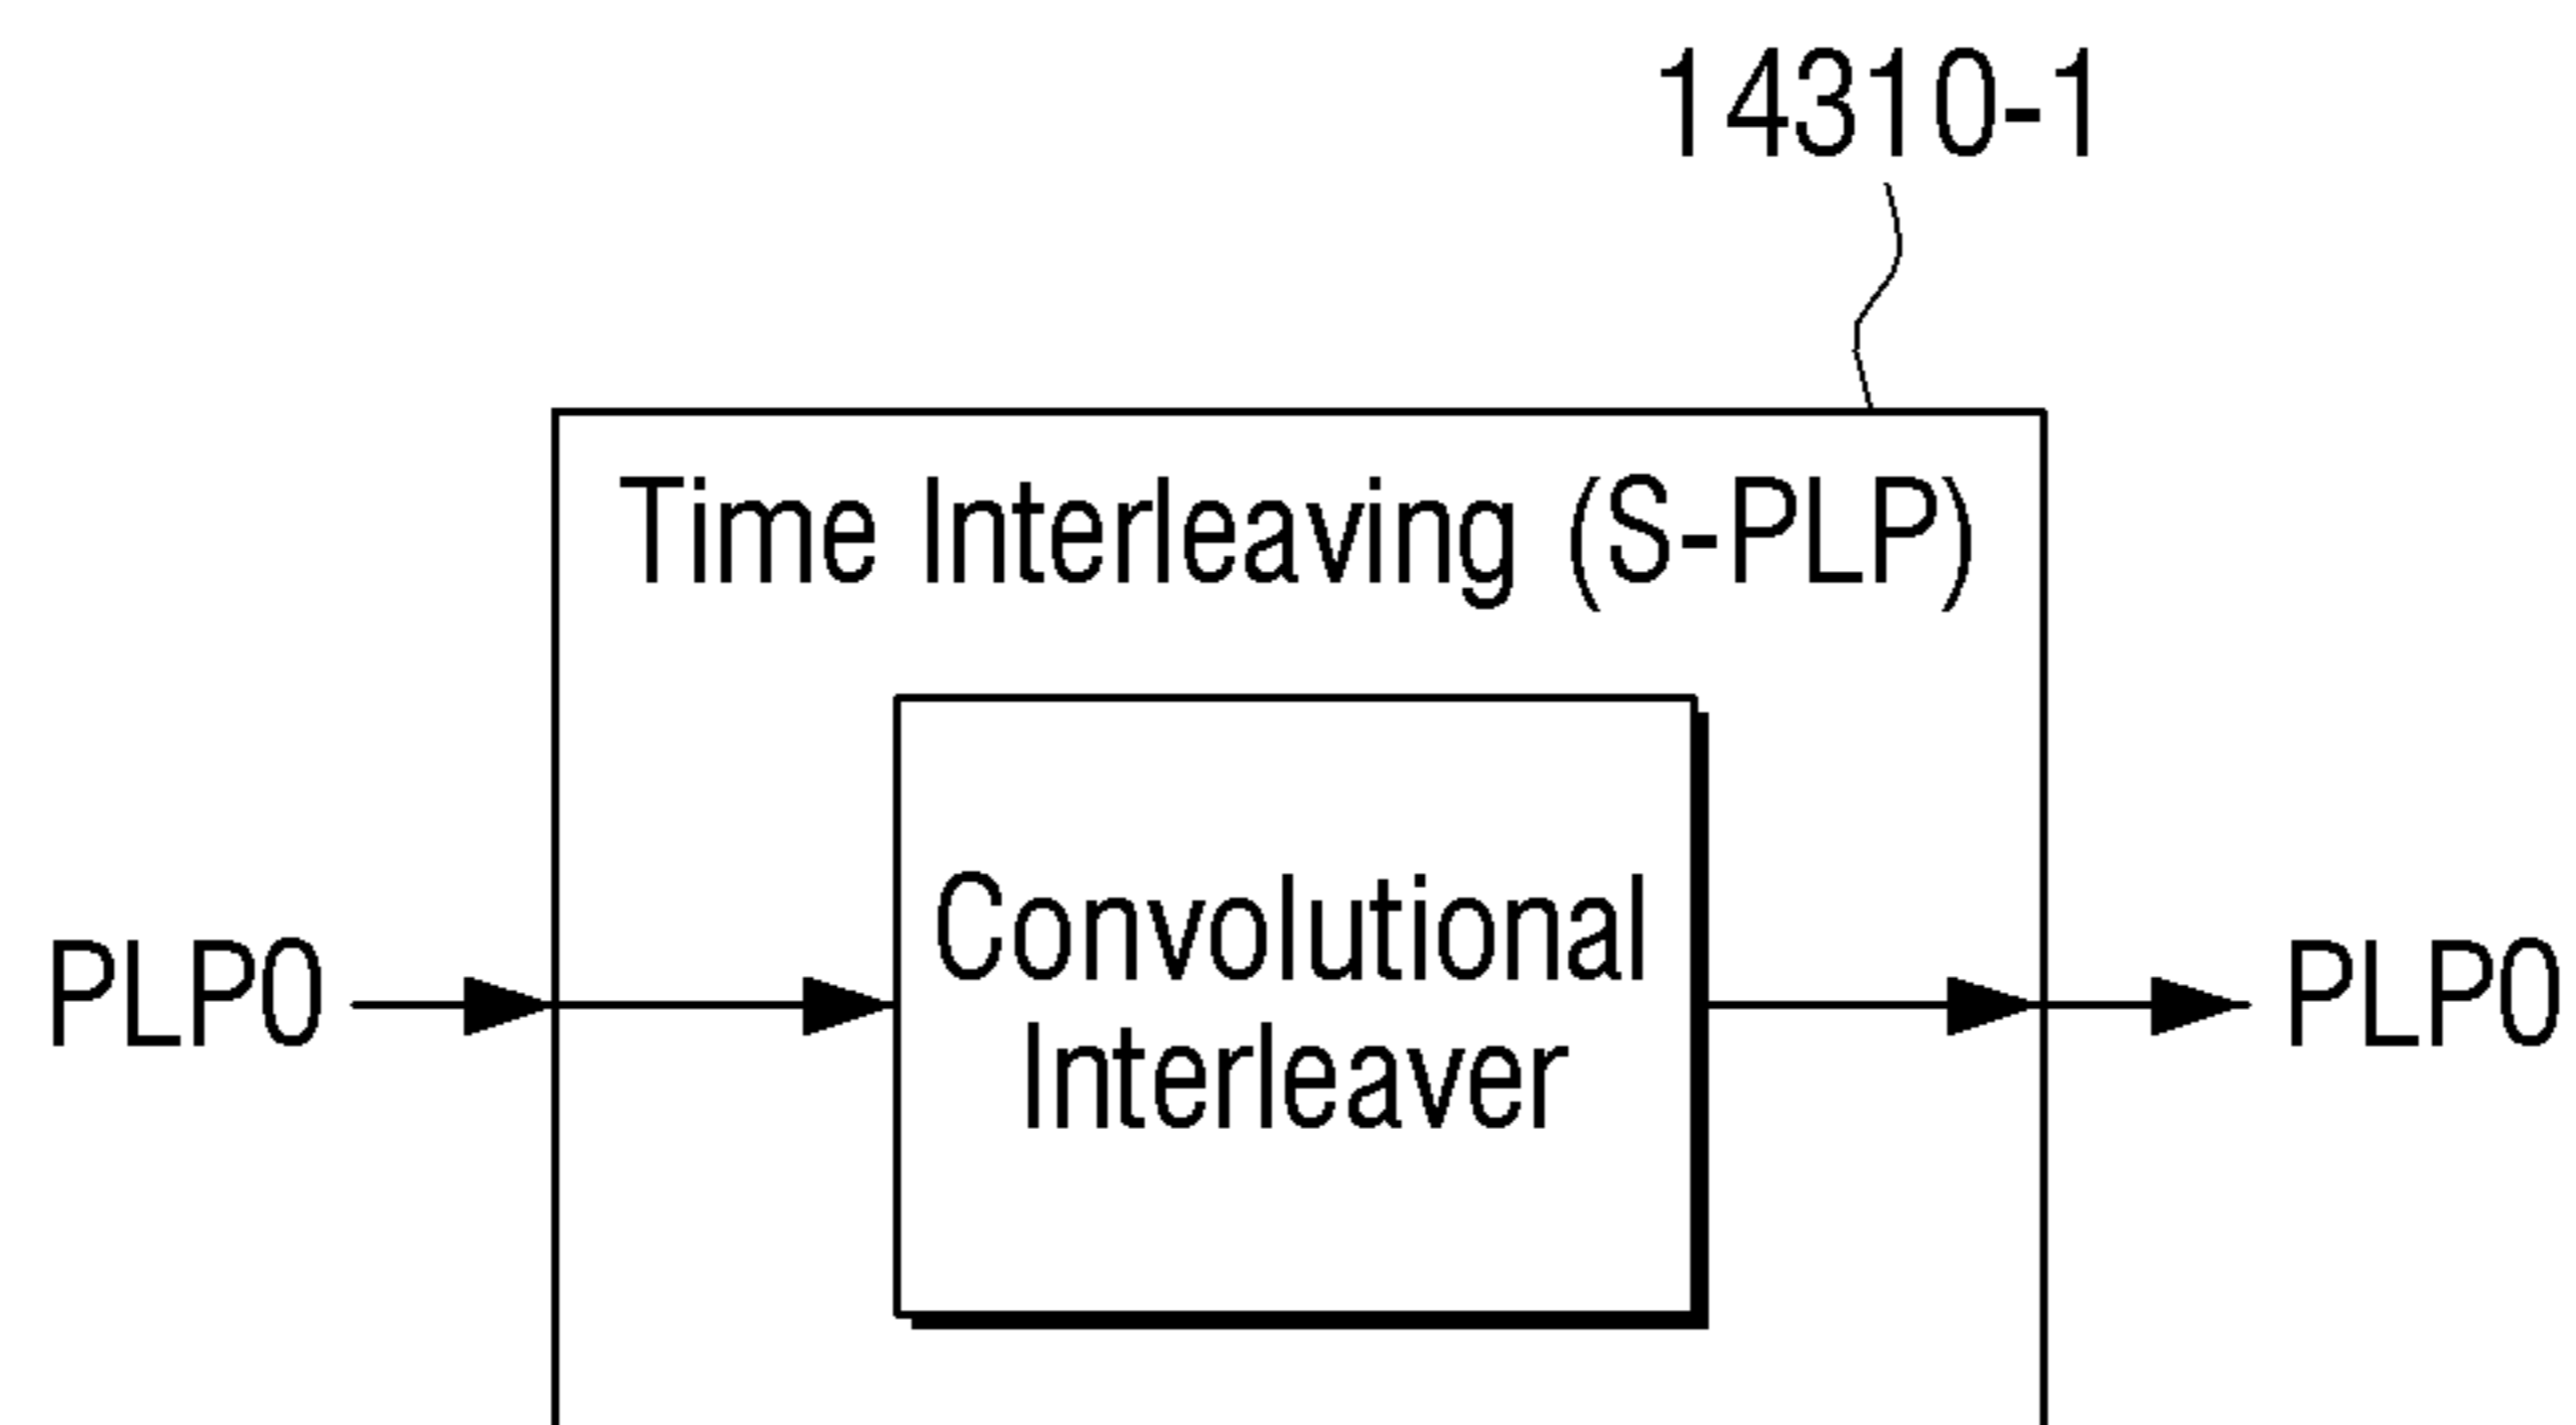 14310-1
Time Interleaving (S-PLP)
Convolutional
Interleaver
PLP0
PLP0